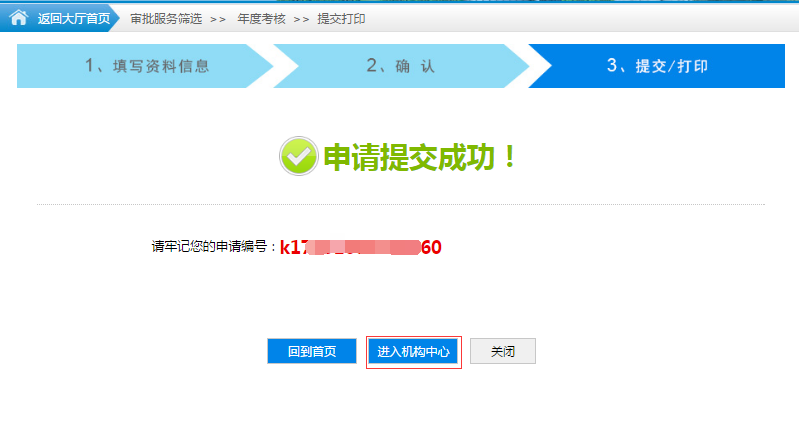 返回大厅首页 审批服务筛选 >> 年度考核 >> 提交打印
1、填写资料信息 2、确 认 3、提交/打印
申请提交成功！
请牢记您的申请编号：k17 60
回到首页 进入机构中心 关闭